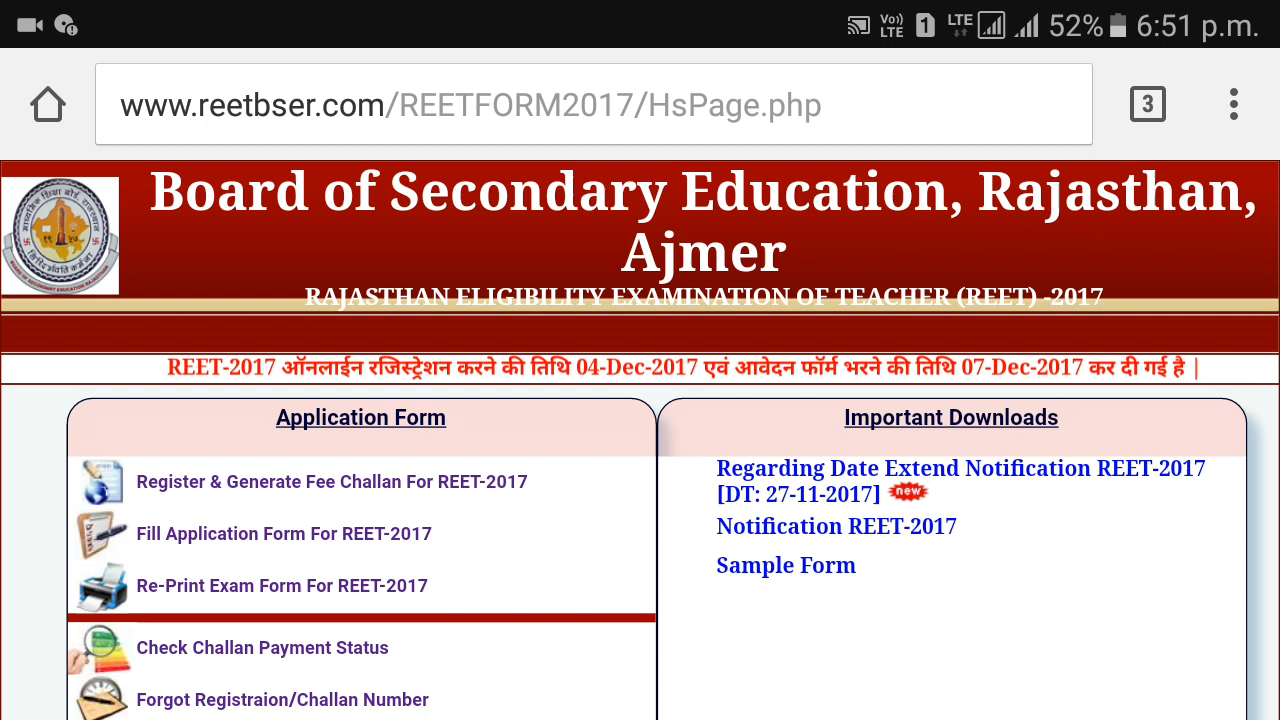 Vo))
LTE
1
LTE
52%
6:51 p.m.
www.reetbser.com/REETFORM2017/HsPage.php
3
Board of Secondary Education, Rajasthan,
Ajmer
RAJASTHAN ELIGIBILITY EXAMINATION OF TEACHER (REET) -2017
REET-2017 ऑनलाईन रजिस्ट्रेशन करने की तिथि 04-Dec-2017 एवं आवेदन फॉर्म भरने की तिथि 07-Dec-2017 कर दी गई है |
Application Form
Register & Generate Fee Challan For REET-2017
Fill Application Form For REET-2017
Re-Print Exam Form For REET-2017
Check Challan Payment Status
Forgot Registraion/Challan Number
Important Downloads
Regarding Date Extend Notification REET-2017
[DT: 27-11-2017] new
Notification REET-2017
Sample Form